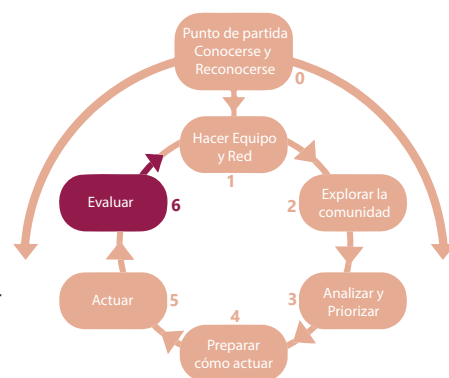 Punto de partida
Conocerse y
Reconocerse
0
Hacer Equipo
y Red
1
Explorar la
comunidad
2
Analizar y
Priorizar
3
Preparar
cómo actuar
4
Actuar
5
Evaluar
6